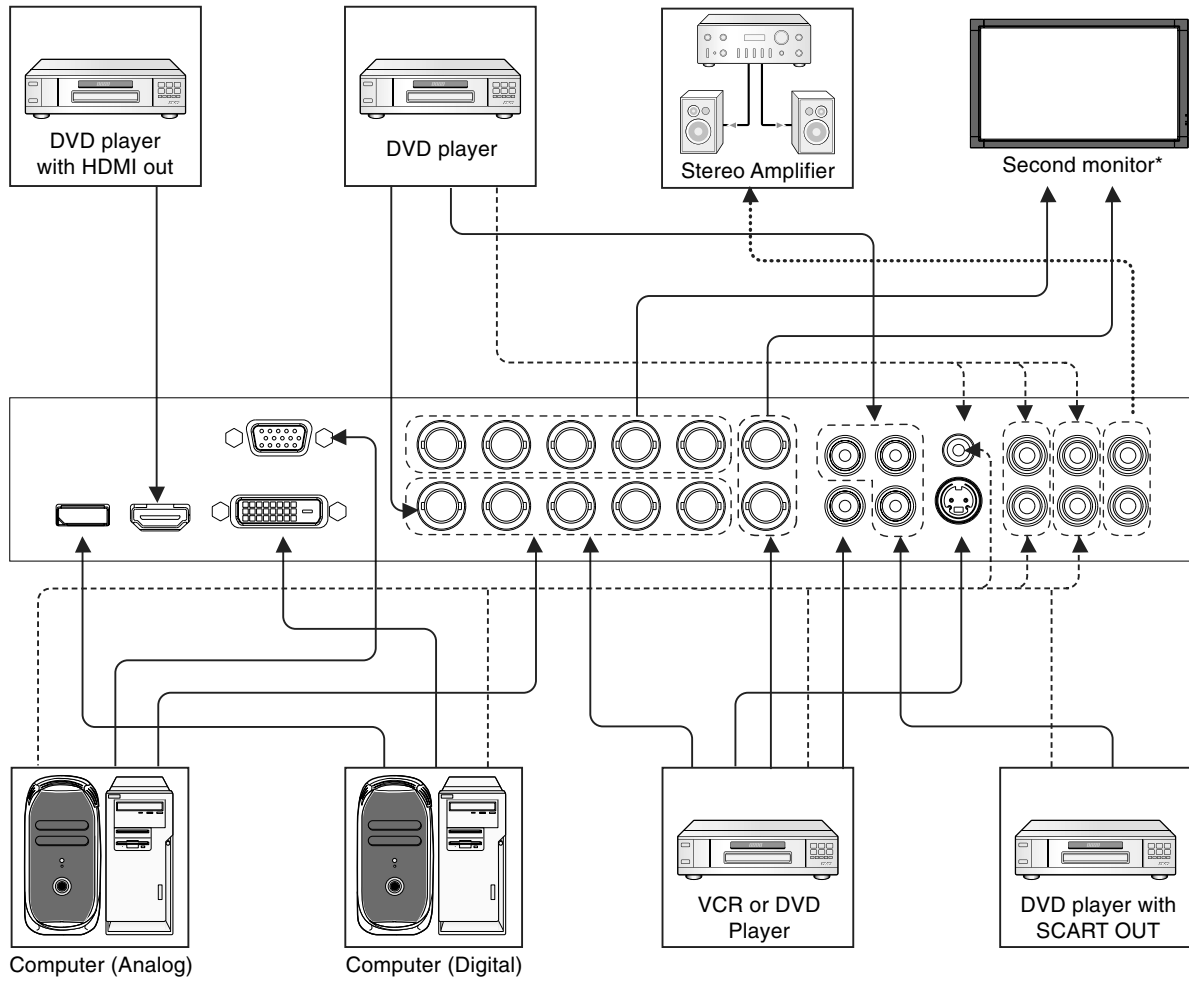 DVD player
with HDMI out
DVD player
Stereo Amplifier
Second monitor*
VCR or DVD
Player
DVD player with
SCART OUT
Computer (Analog)
Computer (Digital)